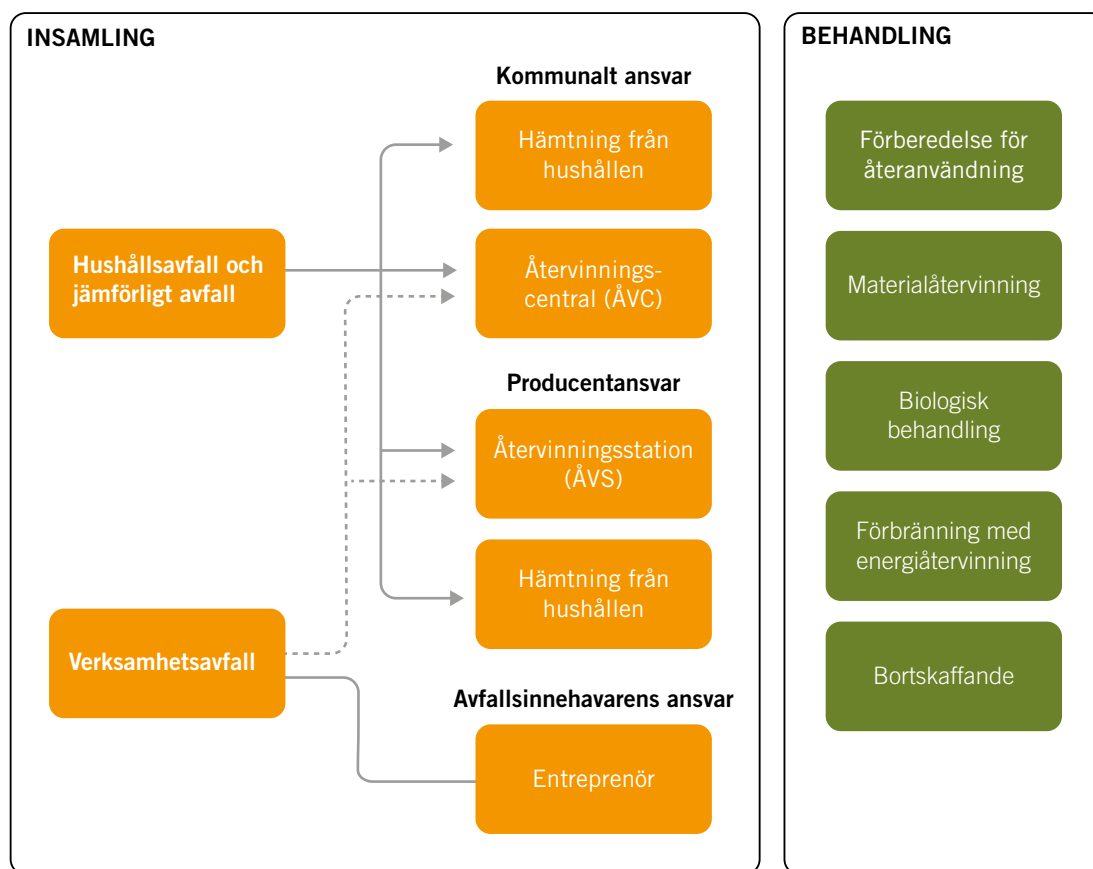 INSAMLING
Hushållsavfall och
jämförligt avfall
Verksamhetsavfall
Kommunalt ansvar
Hämtning från
hushållen
Återvinnings-
central (ÅVC)
Producentansvar
Återvinningsstation
(ÅVS)
Hämtning från
hushållen
Avfallsinnehavarens ansvar
Entreprenör
BEHANDLING
Förberedelse för
återanvändning
Materialåtervinning
Biologisk
behandling
Förbränning med
energiåtervinning
Bortskaffande